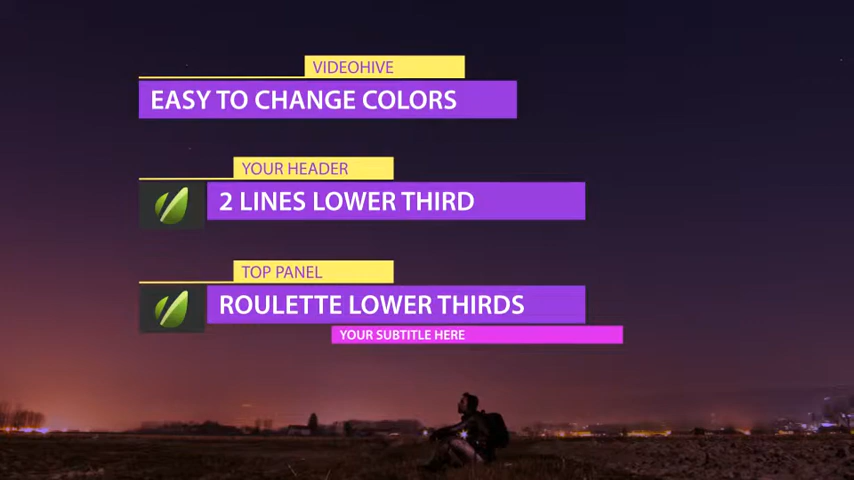 VIDEOHIVE
EASY TO CHANGE COLORS
YOUR HEADER
2 LINES LOWER THIRD
TOP PANEL
ROULETTE LOWER THIRDS
YOUR SUBTITLE HERE